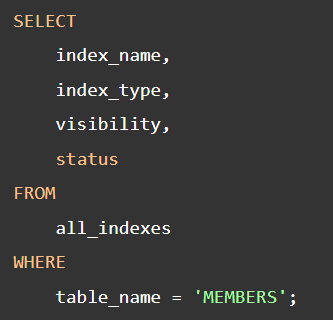 SELECT
    index_name,
    index_type,
    visibility,
    status
FROM
    all_indexes
WHERE
    table_name = 'MEMBERS';